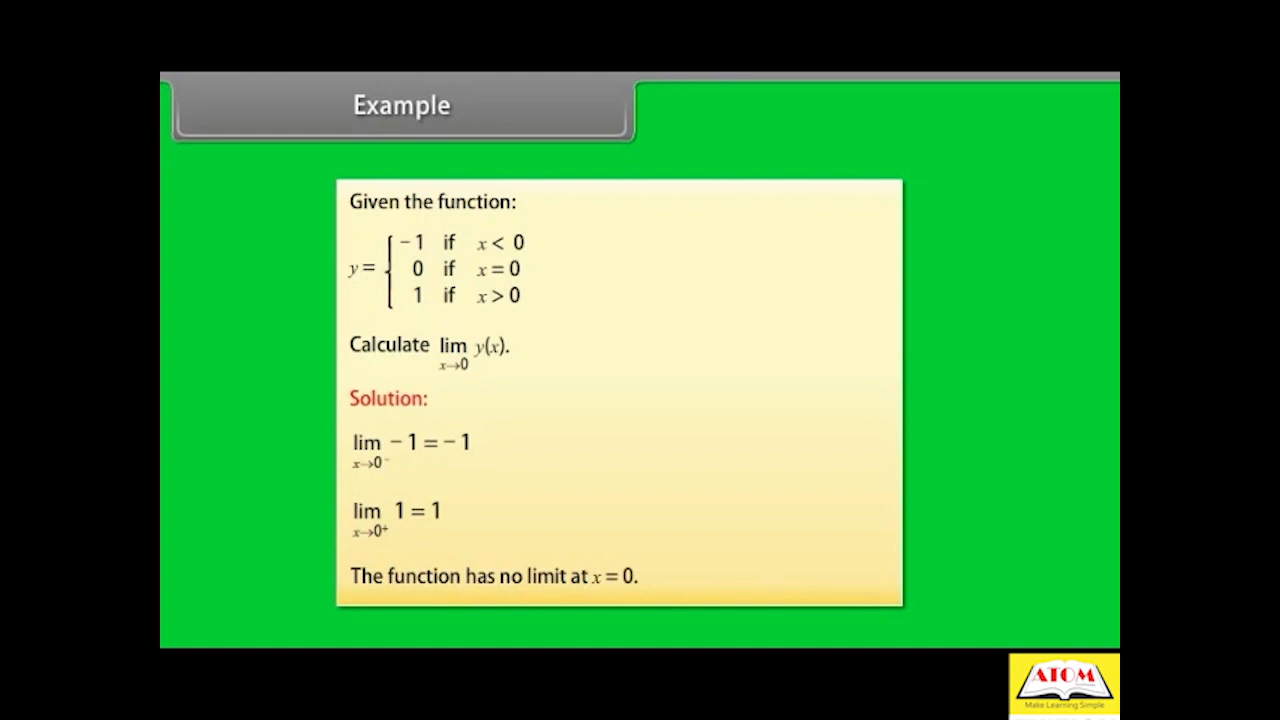 Example
Given the function:
y = { −1 if x < 0
0 if x = 0
1 if x > 0
Calculate lim y(x).
x→0
Solution:
lim − 1 = − 1
x→0⁻
lim 1 = 1
x→0⁺
The function has no limit at x = 0.
ATOM
Make Learning Simple